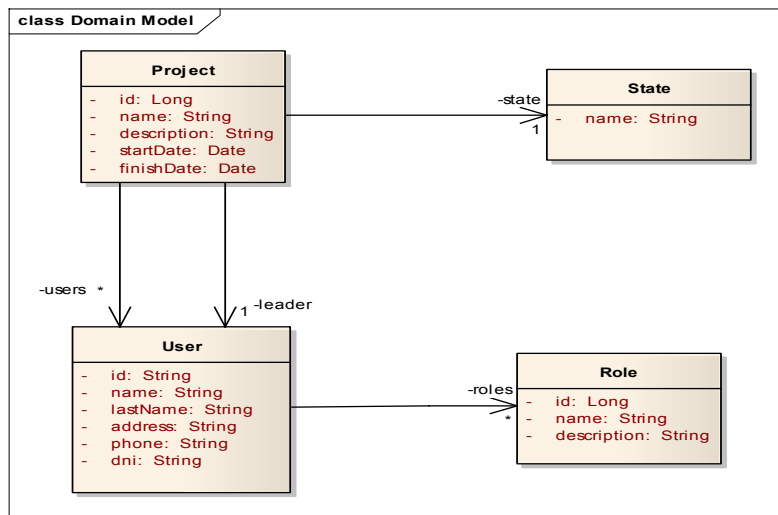 class Domain Model
Project
- id: Long
- name: String
- description: String
- startDate: Date
- finishDate: Date
-state
1
State
- name: String
-users *
1 -leader
User
- id: String
- name: String
- lastName: String
- address: String
- phone: String
- dni: String
-roles
*
Role
- id: Long
- name: String
- description: String